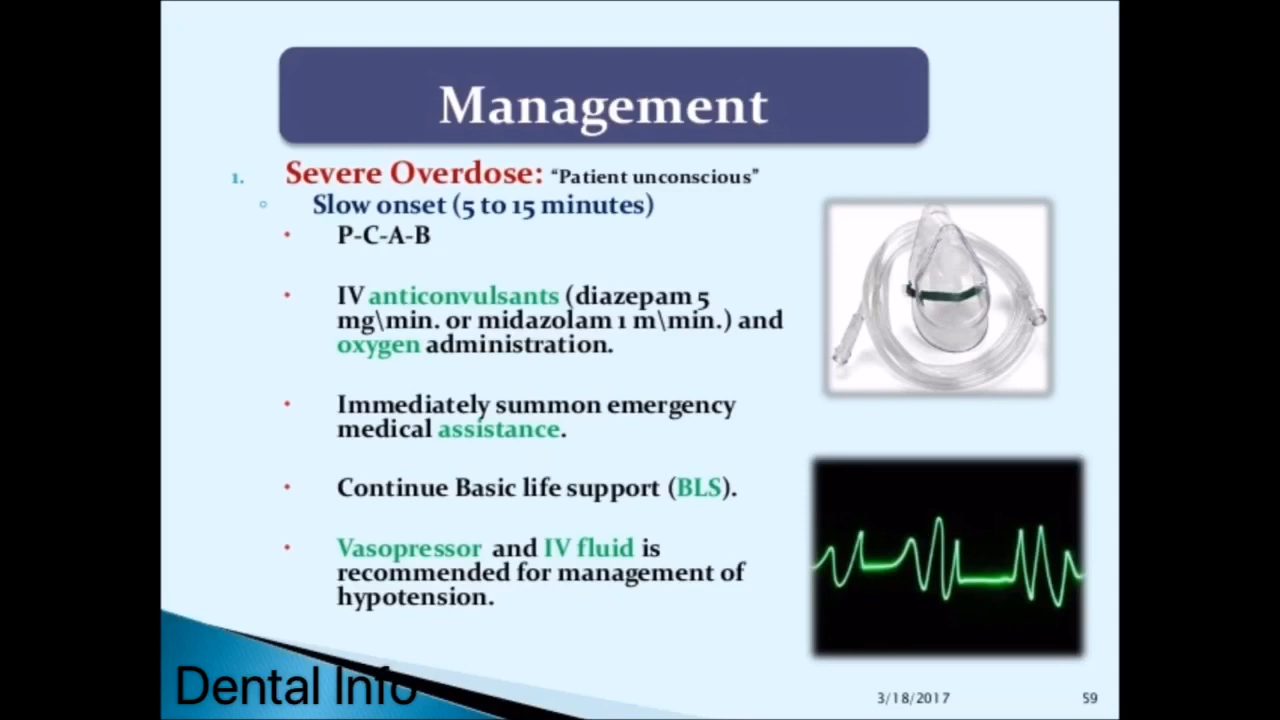 Management
1. Severe Overdose: “Patient unconscious”
Slow onset (5 to 15 minutes)
P-C-A-B
IV anticonvulsants (diazepam 5
mg\min. or midazolam 1 m\min.) and
oxygen administration.
Immediately summon emergency
medical assistance.
Continue Basic life support (BLS).
Vasopressor and IV fluid is
recommended for management of
hypotension.
Dental Info
3/18/2017
59